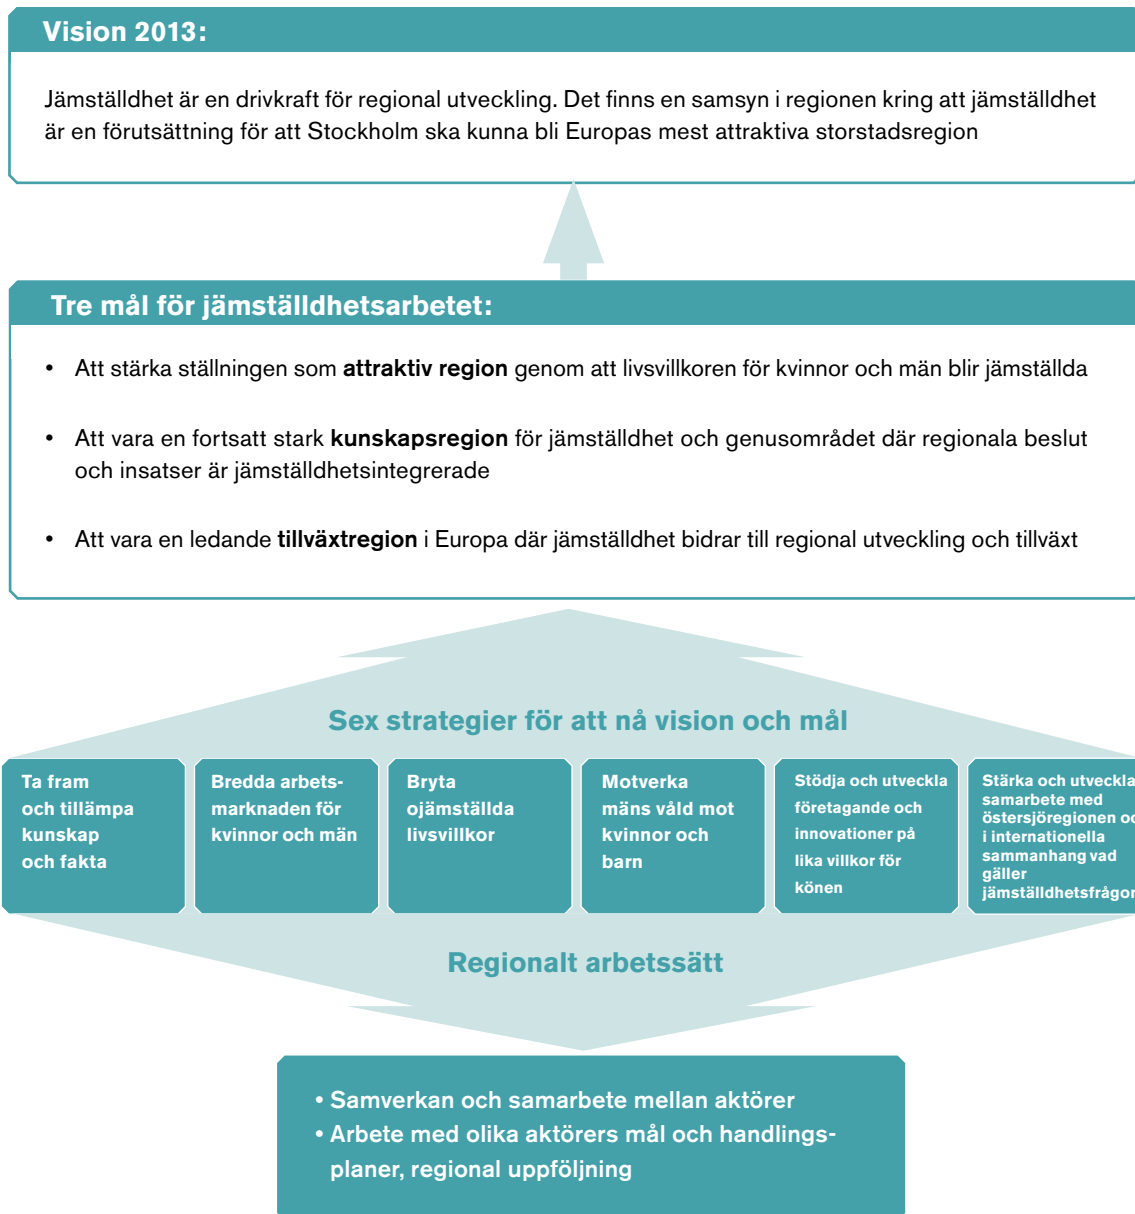 Vision 2013:
Jämställdhet är en drivkraft för regional utveckling. Det finns en samsyn i regionen kring att jämställdhet
är en förutsättning för att Stockholm ska kunna bli Europas mest attraktiva storstadsregion
Tre mål för jämställdhetsarbetet:
• Att stärka ställningen som attraktiv region genom att livsvillkoren för kvinnor och män blir jämställda
• Att vara en fortsatt stark kunskapsregion för jämställdhet och genusområdet där regionala beslut
och insatser är jämställdhetsintegrerade
• Att vara en ledande tillväxtregion i Europa där jämställdhet bidrar till regional utveckling och tillväxt
Sex strategier för att nå vision och mål
Ta fram
och tillämpa
kunskap
och fakta
Bredda arbets-
marknaden för
kvinnor och män
Bryta
ojämställda
livsvillkor
Motverka
mäns våld mot
kvinnor och
barn
Stödja och utveckla
företagande och
innovationer på
lika villkor för
könen
Stärka och utveckla
samarbete med
östersjöregionen
i internationella
sammanhang vad
gäller
jämställdhetsfrågor
Regionalt arbetssätt
• Samverkan och samarbete mellan aktörer
• Arbete med olika aktörers mål och handlings-
planer, regional uppföljning